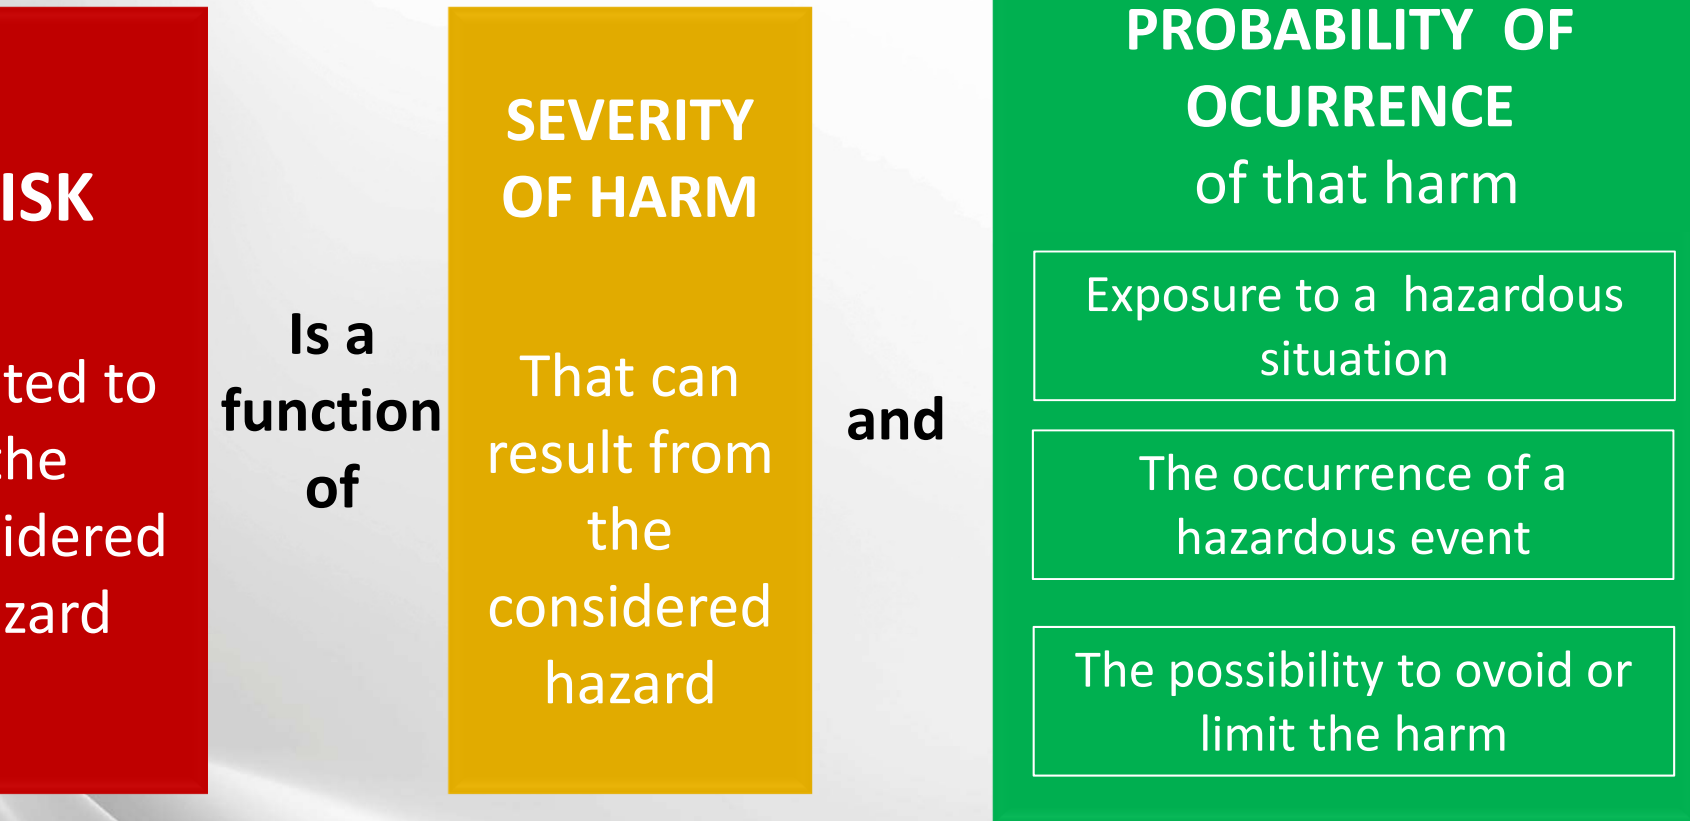 ISK
ted to
the
idered
zard
Is a
function
of
SEVERITY
OF HARM
That can
result from
the
considered
hazard
and
PROBABILITY OF
OCURRENCE
of that harm
Exposure to a hazardous
situation
The occurrence of a
hazardous event
The possibility to ovoid or
limit the harm